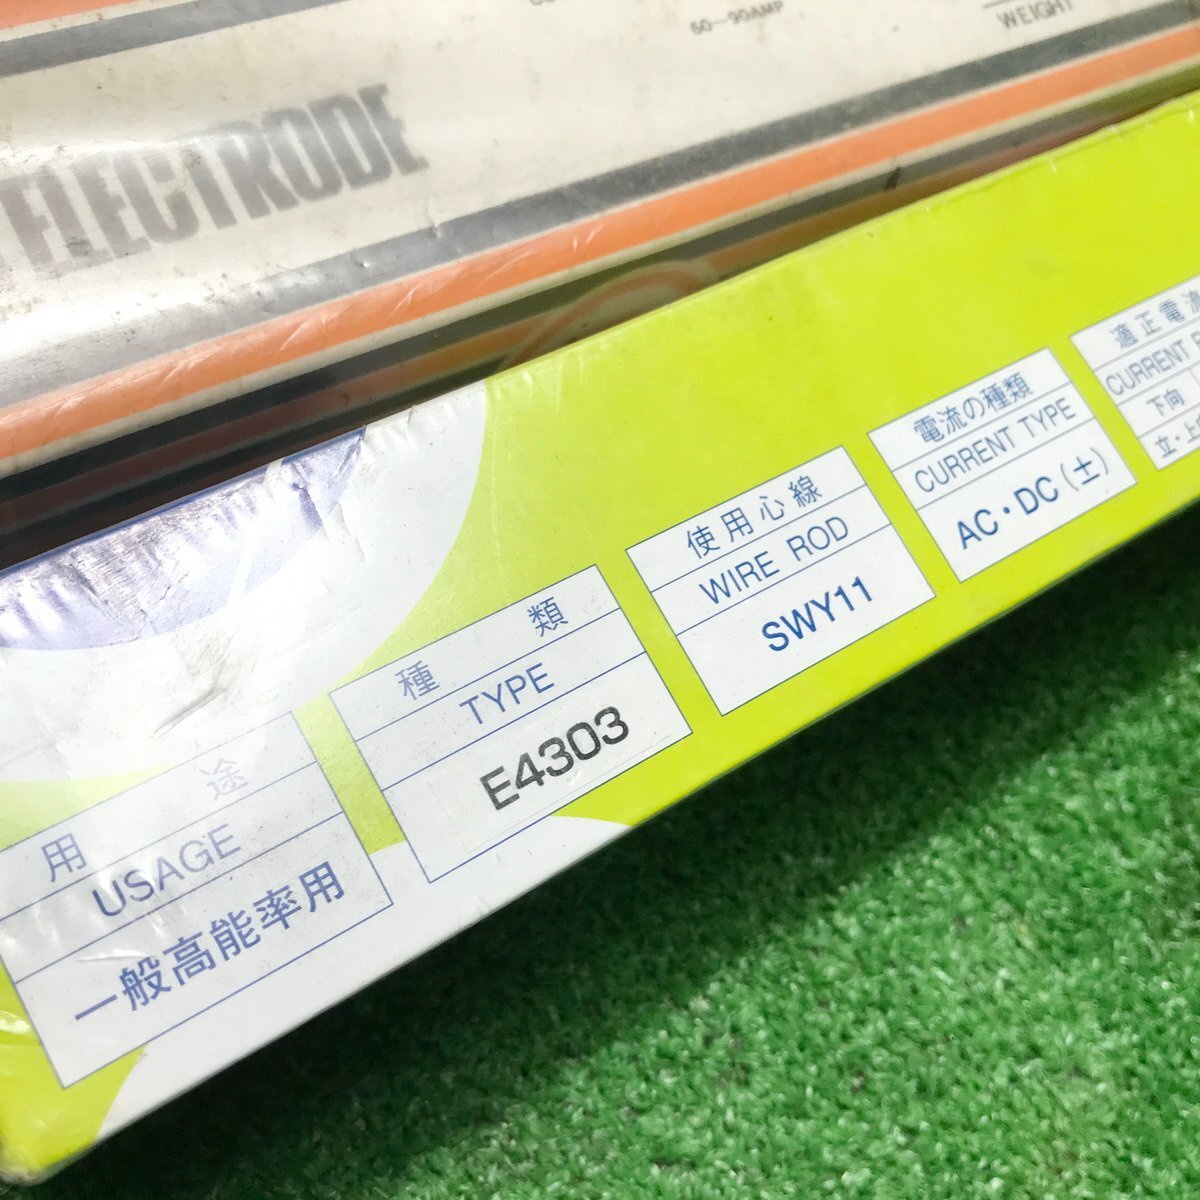 60～90AMP
WEIGHT
ELECTRODE
用途
USAGE
一般高能率用
種類
TYPE
E4303
使用心線
WIRE ROD
SWY11
電流の種類
CURRENT TYPE
AC・DC(±)
適正電流
CURRENT
下向
立・上